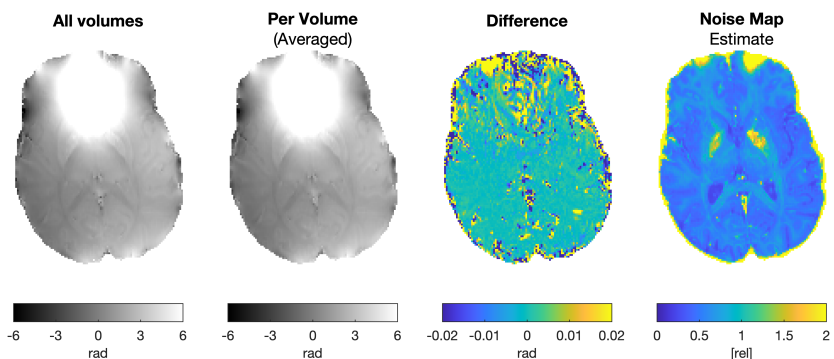 All volumes
Per Volume
(Averaged)
Difference
Noise Map
Estimate
-6 -3 0 3 6
rad
-6 -3 0 3 6
rad
-0.02 -0.01 0 0.01 0.02
rad
0 0.5 1 1.5 2
[rel]